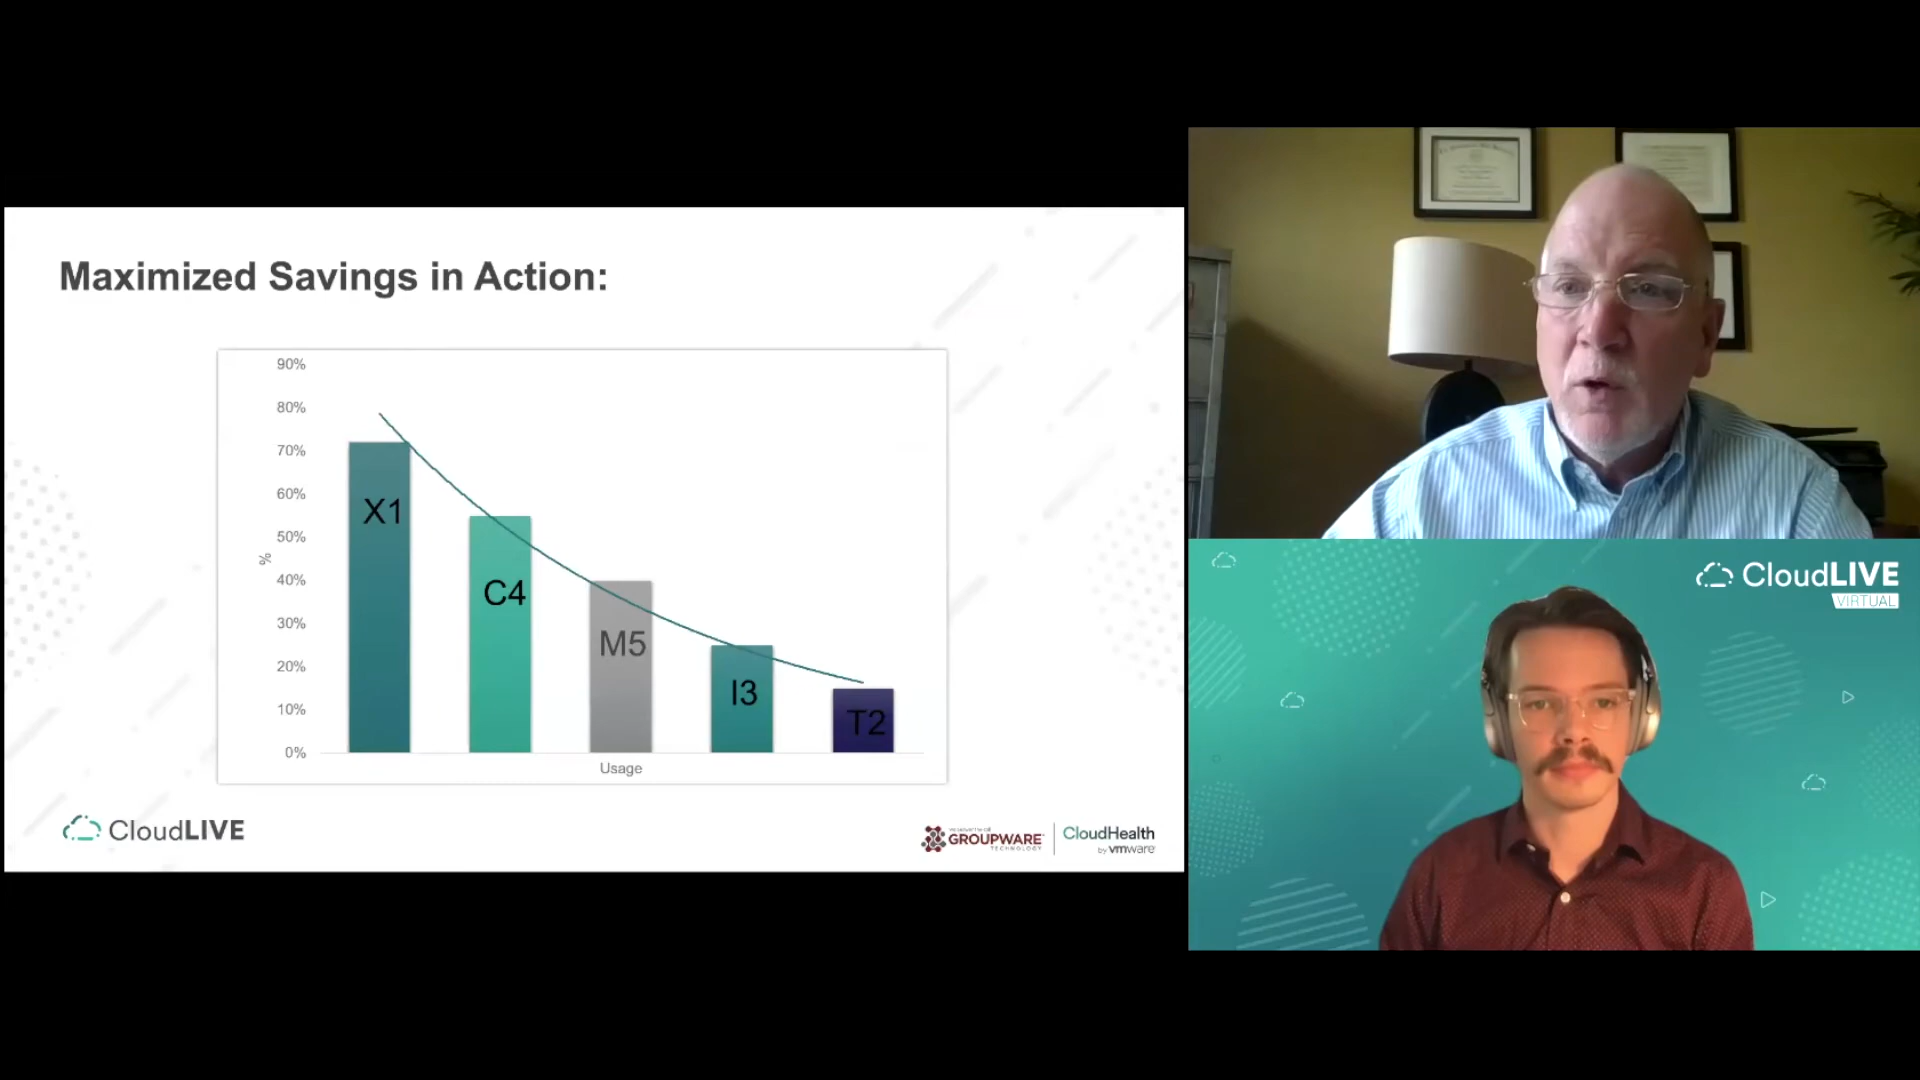 Maximized Savings in Action:
90%
80%
70%
60%
50%
40%
30%
20%
10%
0%
%
X1
C4
M5
I3
T2
Usage
CloudLIVE
GROUPWARE
TECHNOLOGY
CloudHealth
by vmware
CloudLIVE
VIRTUAL